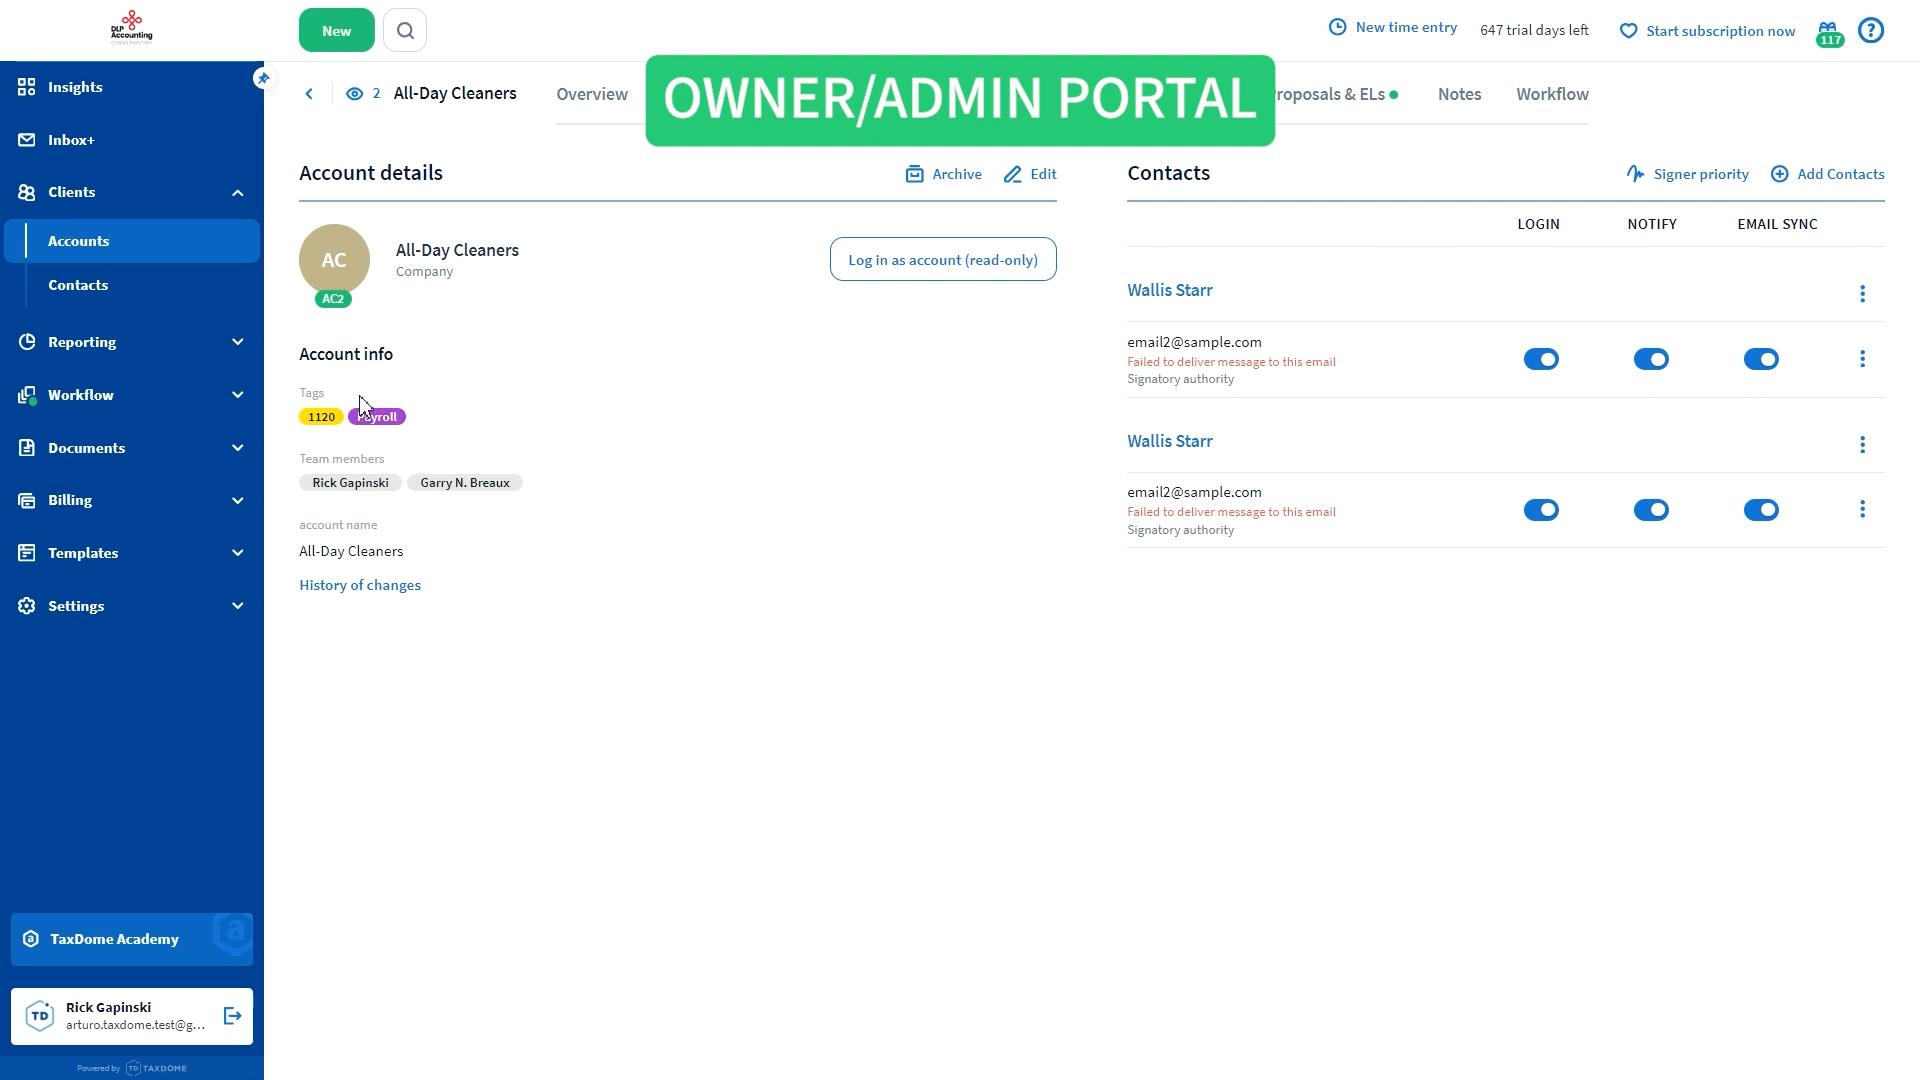 DLP
Accounting
New
New time entry
647 trial days left
Start subscription now
117
?
Insights
Inbox+
Clients
Accounts
Contacts
Reporting
Workflow
Documents
Billing
Templates
Settings
TaxDome Academy
TD
Rick Gapinski
arturo.taxdome.test@g...
Powered by TD TAXDOME
2 All-Day Cleaners
Overview
OWNER/ADMIN PORTAL
roposals & ELs
Notes
Workflow
Account details
Archive
Edit
AC
AC2
All-Day Cleaners
Company
Log in as account (read-only)
Account info
Tags
1120
Payroll
Team members
Rick Gapinski
Garry N. Breaux
account name
All-Day Cleaners
History of changes
Contacts
Signer priority
Add Contacts
LOGIN
NOTIFY
EMAIL SYNC
Wallis Starr
email2@sample.com
Failed to deliver message to this email
Signatory authority
Wallis Starr
email2@sample.com
Failed to deliver message to this email
Signatory authority